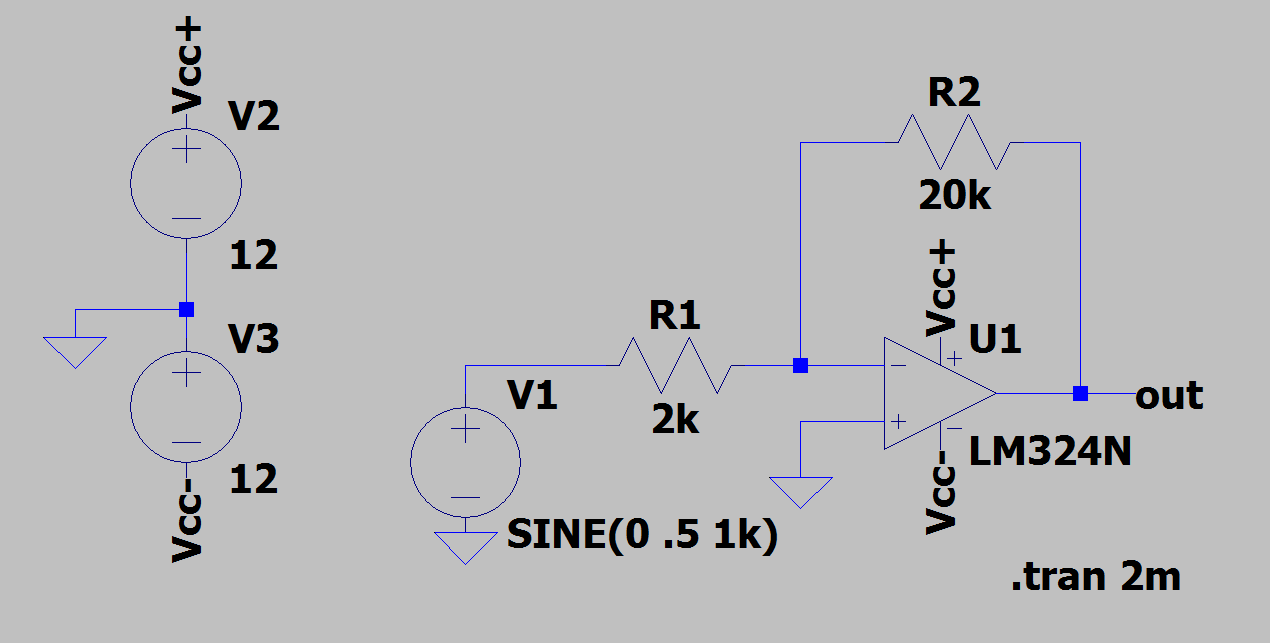 Vcc+
V2
12
V3
12
Vcc-
V1
SINE(0 .5 1k)
R1
2k
R2
20k
Vcc+
U1
LM324N
Vcc-
out
.tran 2m